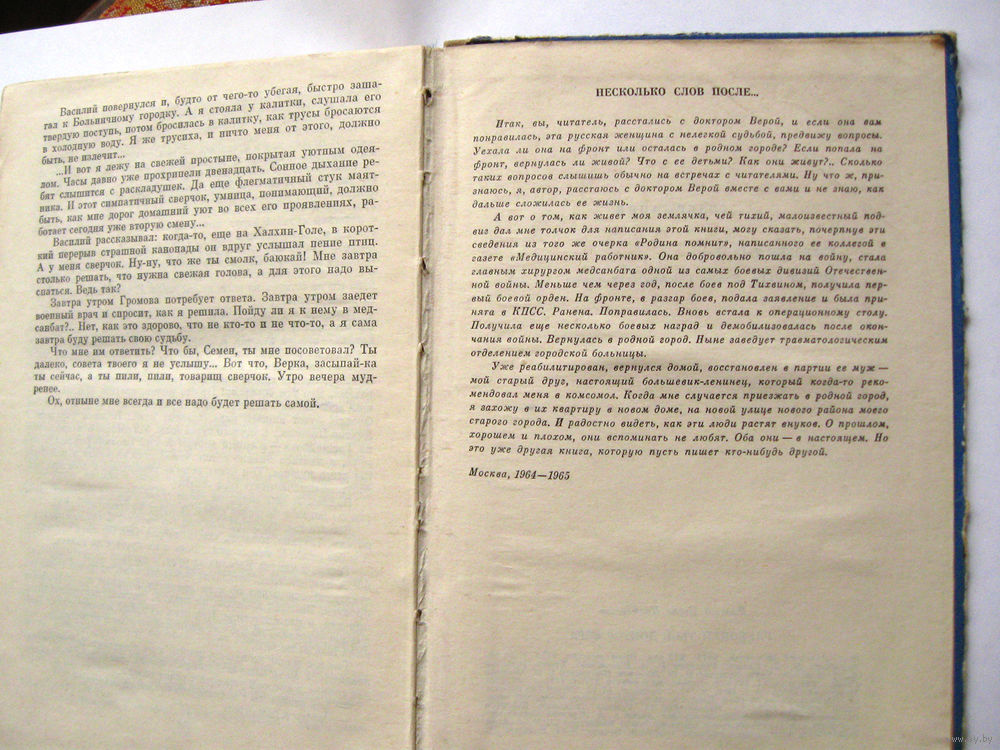 Василий повернулся и, будто от чего-то убегая, быстро заша-
гал к Больничному городку. А я стояла у калитки, слушала его
твердую поступь, потом бросилась в калитку, как трусы бросаются
в холодную воду. Я же трусиха, и ничто меня от этого, должно
быть, не излечит...
...И вот я лежу на свежей простыне, покрытая уютным одея-
лом. Часы давно уже прохрипели двенадцать. Сонное дыхание ре-
бят слышится с раскладушек. Да еще флегматичный стук маят-
ника. И этот симпатичный сверчок, умница, понимающий, должно
быть, как мне дорог домашний уют во всех его проявлениях, ра-
ботает сегодня уже вторую смену...
Василий рассказывал: когда-то, еще на Халхин-Голе, в корот-
кий перерыв страшной канонады он вдруг услышал пение птиц.
А у меня сверчок. Ну-ну, что же ты смолк, баюкай! Мне завтра
столько решать, что нужна свежая голова, а для этого надо вы-
спаться. Ведь так?
Завтра утром Громова потребует ответа. Завтра утром заедет
военный врач и спросит, как я решила. Пойду ли я к нему в мед-
санбат?.. Нет, как это здорово, что не кто-то и не что-то, а я сама
завтра буду решать свою судьбу.
Что мне им ответить? Что бы, Семен, ты мне посоветовал? Ты
далеко, совета твоего я не услышу... Вот что, Верка, засыпай-ка
ты сейчас, а ты пили, пили, товарищ сверчок. Утро вечера муд-
ренее.
Ох, отныне мне всегда и все надо будет решать самой.
НЕСКОЛЬКО СЛОВ ПОСЛЕ...
Итак, вы, читатель, расстались с доктором Верой, и если она вам
понравилась, эта русская женщина с нелегкой судьбой, предвижу вопросы.
Уехала ли она на фронт или осталась в родном городе? Если попала на
фронт, вернулась ли живой? Что с ее детьми? Как они живут?.. Сколько
таких вопросов слышишь обычно на встречах с читателями. Ну что ж, при-
знаюсь, я, автор, расстаюсь с доктором Верой вместе с вами и не знаю, как
дальше сложилась ее жизнь.
А вот о том, как живет моя землячка, чей тихий, малоизвестный под-
виг дал мне толчок для написания этой книги, могу сказать, почерпнув эти
сведения из того же очерка «Родина помнит», написанного ее коллегой в
газете «Медицинский работник». Она добровольно пошла на войну, стала
главным хирургом медсанбата одной из самых боевых дивизий Отечествен-
ной войны. Меньше чем через год, после боев под Тихвином, получила пер-
вый боевой орден. На фронте, в разгар боев, подала заявление и была при-
нята в КПСС. Ранена. Поправилась. Вновь встала к операционному столу.
Получила еще несколько боевых наград и демобилизовалась после окон-
чания войны. Вернулась в родной город. Ныне заведует травматологическим
отделением городской больницы.
Уже реабилитирован, вернулся домой, восстановлен в партии ее муж —
мой старый друг, настоящий большевик-ленинец, который когда-то реко-
мендовал меня в комсомол. Когда мне случается приезжать в родной город,
я захожу в их квартиру в новом доме, на новой улице нового района моего
старого города. И радостно видеть, как эти люди растят внуков. О прошлом,
хорошем и плохом, они вспоминать не любят. Оба они — в настоящем. Но
это уже другая книга, которую пусть пишет кто-нибудь другой.
Москва, 1964—1965